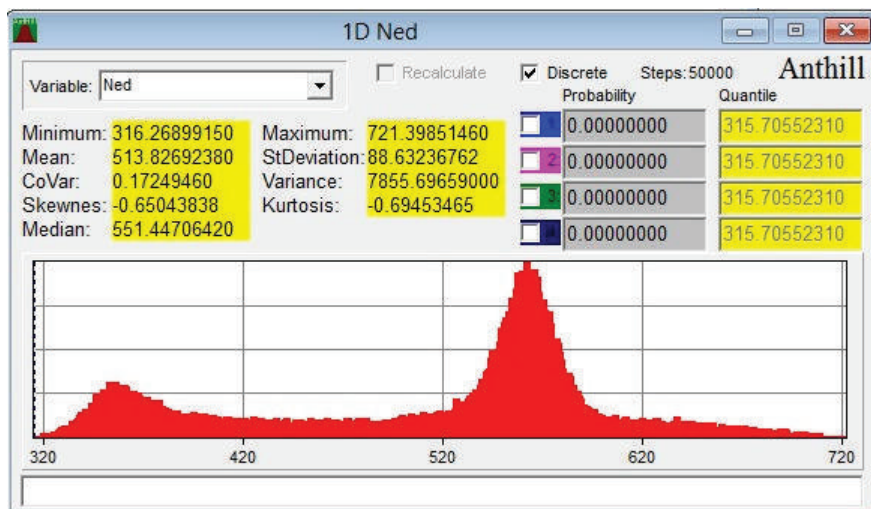 1D Ned
Variable: Ned
Recalculate
Discrete Steps:50000 Anthill
Probability Quantile
Minimum: 316.26899150 Maximum: 721.39851460
Mean: 513.82692380 StDeviation: 88.63236762
CoVar: 0.17249460 Variance: 7855.69659000
Skewnes: -0.65043838 Kurtosis: -0.69453465
Median: 551.44706420
0.00000000 315.70552310
2: 0.00000000 315.70552310
3: 0.00000000 315.70552310
0.00000000 315.70552310
320 420 520 620 720